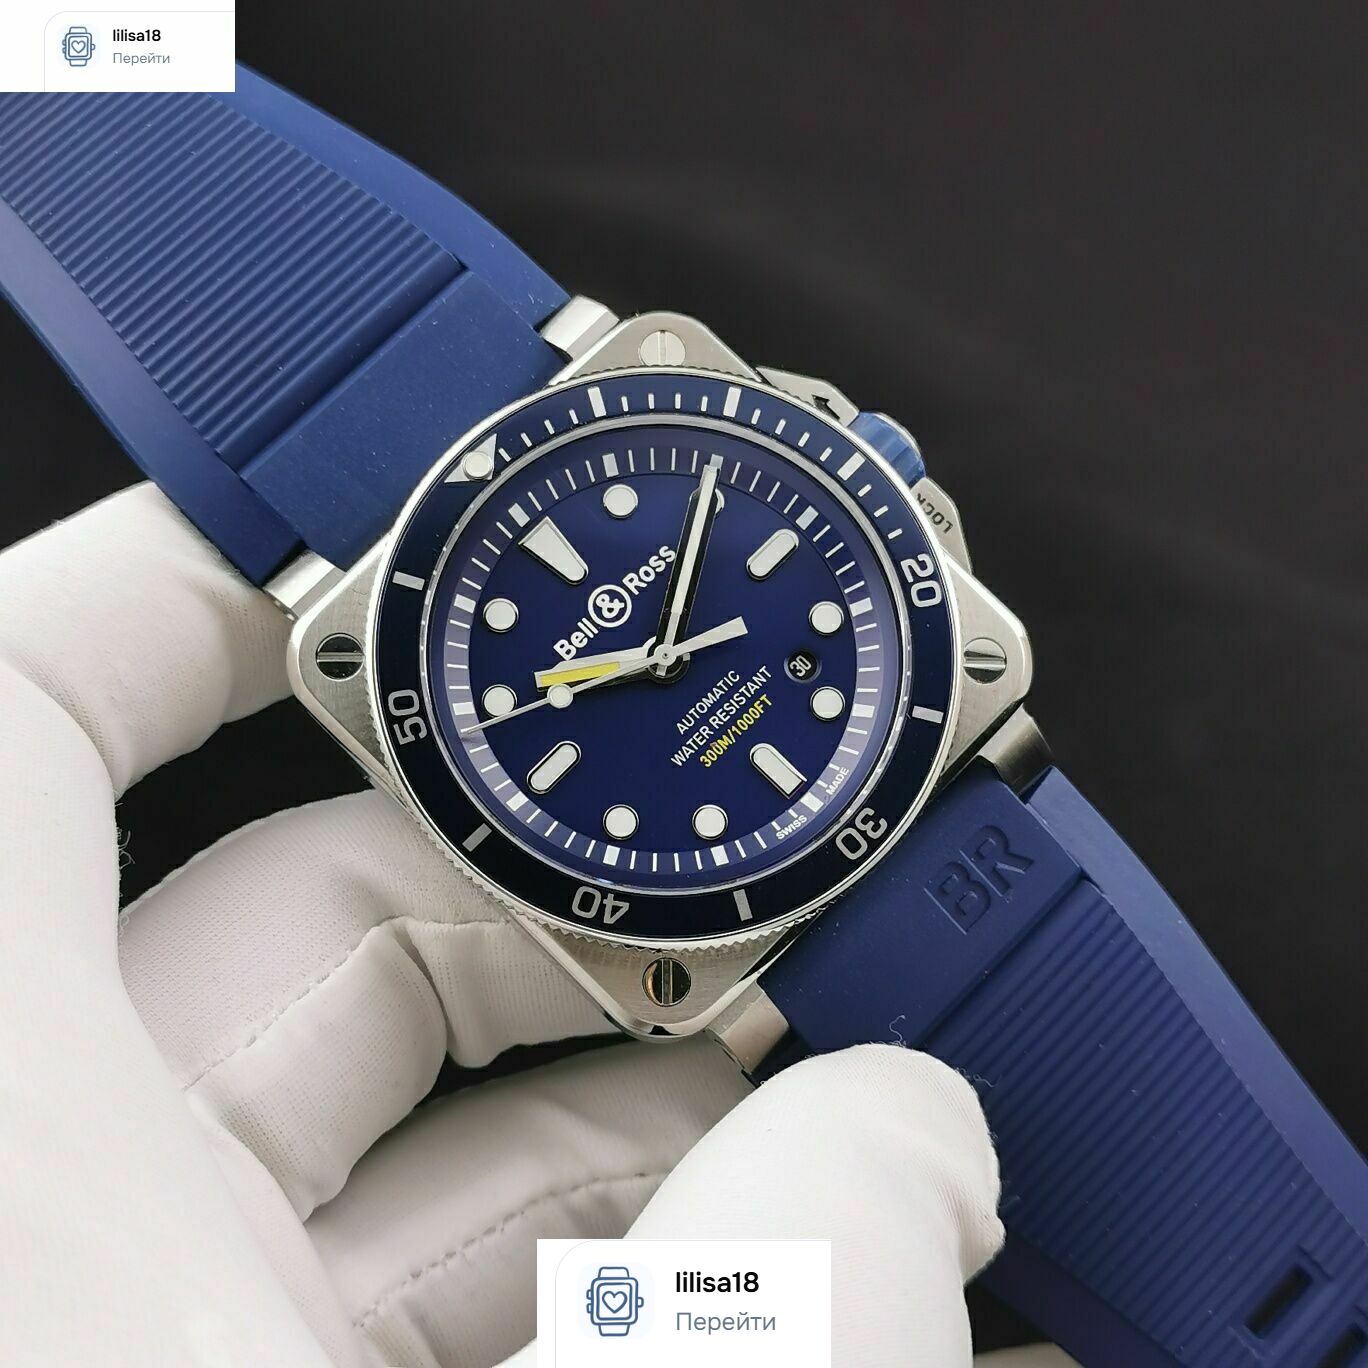 lilisa18
Перейти
Bell & Ross
AUTOMATIC
WATER RESISTANT
300M/1000FT
30
SWISS MADE
20
30
40
50
LOCK
BR
lilisa18
Перейти